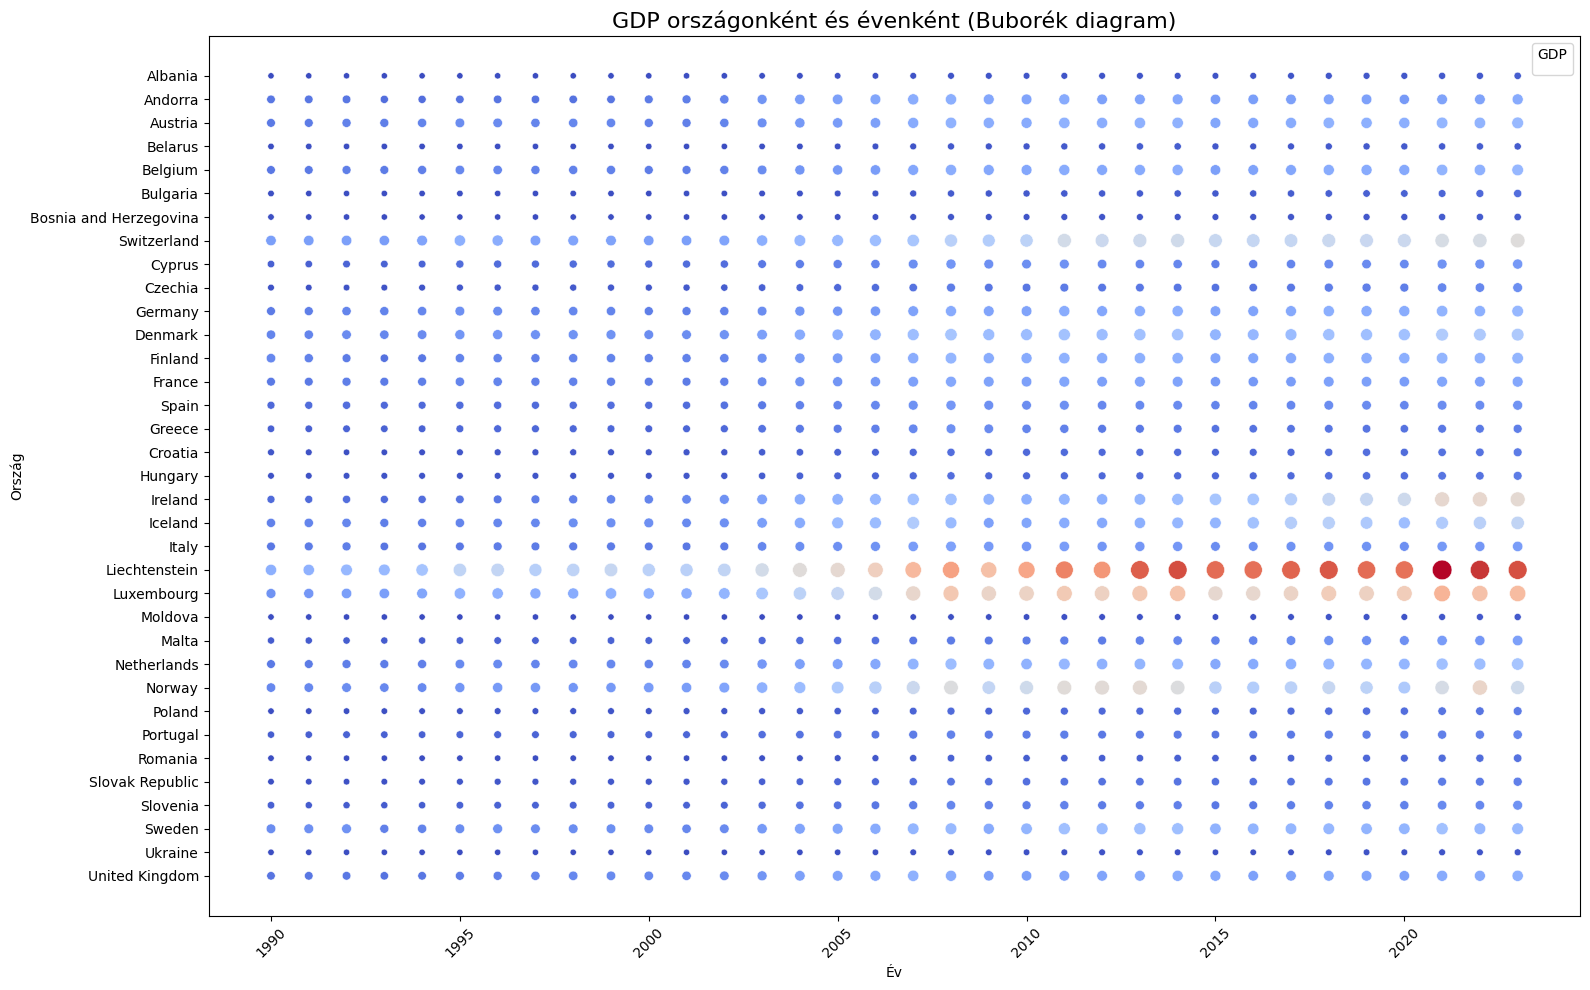 GDP országonként és évenként (Buborék diagram)
GDP
Ország
Albania
Andorra
Austria
Belarus
Belgium
Bulgaria
Bosnia and Herzegovina
Switzerland
Cyprus
Czechia
Germany
Denmark
Finland
France
Spain
Greece
Croatia
Hungary
Ireland
Iceland
Italy
Liechtenstein
Luxembourg
Moldova
Malta
Netherlands
Norway
Poland
Portugal
Romania
Slovak Republic
Slovenia
Sweden
Ukraine
United Kingdom
1990
1995
2000
2005
2010
2015
2020
Év